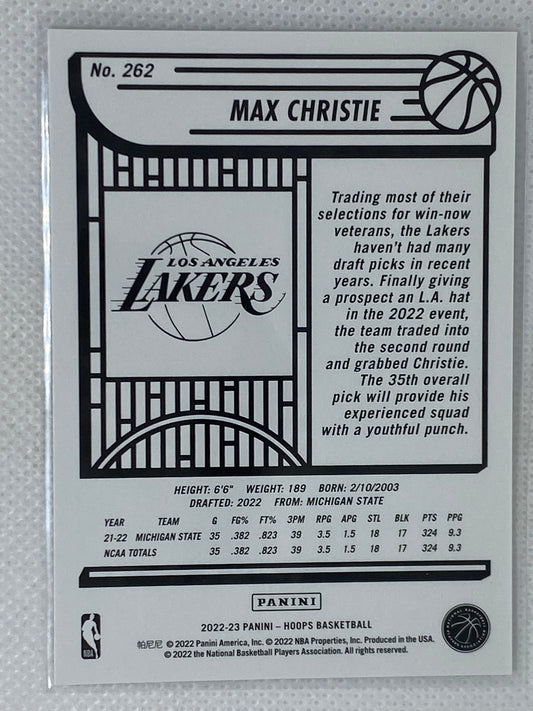 No. 262
MAX CHRISTIE
LOS ANGELES
LAKERS
Trading most of their
selections for win-now
veterans, the Lakers
haven't had many
draft picks in recent
years. Finally giving
a prospect an L.A. hat
in the 2022 event,
the team traded into
the second round
and grabbed Christie.
The 35th overall
pick will provide his
experienced squad
with a youthful punch.
HEIGHT: 6'6" WEIGHT: 189 BORN: 2/10/2003
DRAFTED: 2022 FROM: MICHIGAN STATE
YEAR TEAM G FG% FT% 3PM RPG APG STL BLK PTS PPG
21-22 MICHIGAN STATE 35 .382 .823 39 3.5 1.5 18 17 324 9.3
NCAA TOTALS 35 .382 .823 39 3.5 1.5 18 17 324 9.3
PANINI
2022-23 PANINI – HOOPS BASKETBALL
帕尼尼 © 2022 Panini America, Inc. © 2022 NBA Properties, Inc. Produced in the USA.
© 2022 the National Basketball Players Association. All rights reserved.
NBA